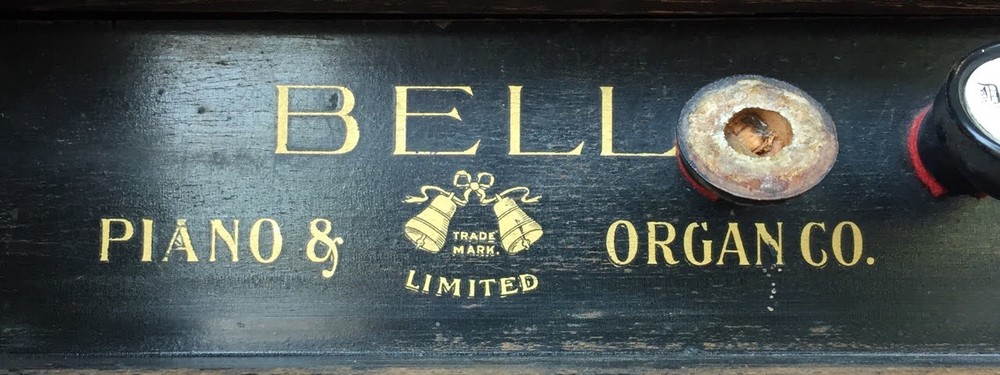 BELL
PIANO & ORGAN CO.
TRADE
MARK.
LIMITED